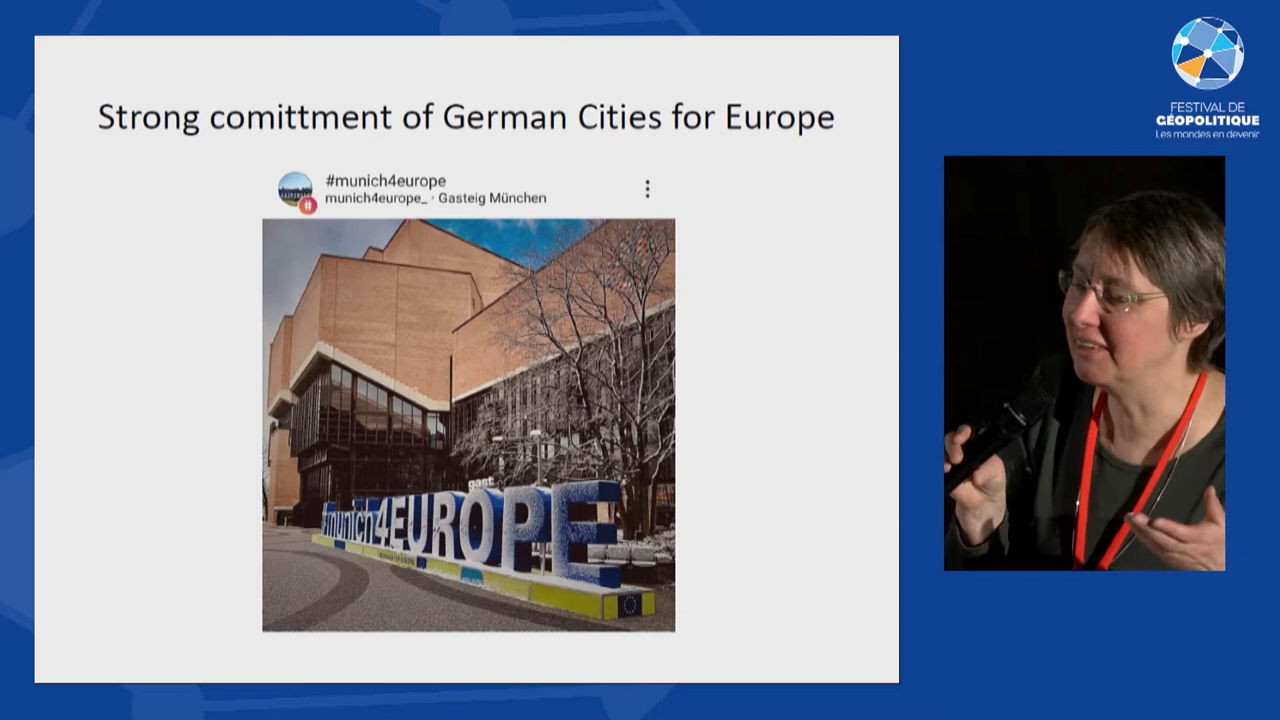 Strong comittment of German Cities for Europe
#munich4europe
munich4europe_ · Gasteig München
gast
#munich4EUROPE
FESTIVAL DE
GÉOPOLITIQUE
Les mondes en devenir